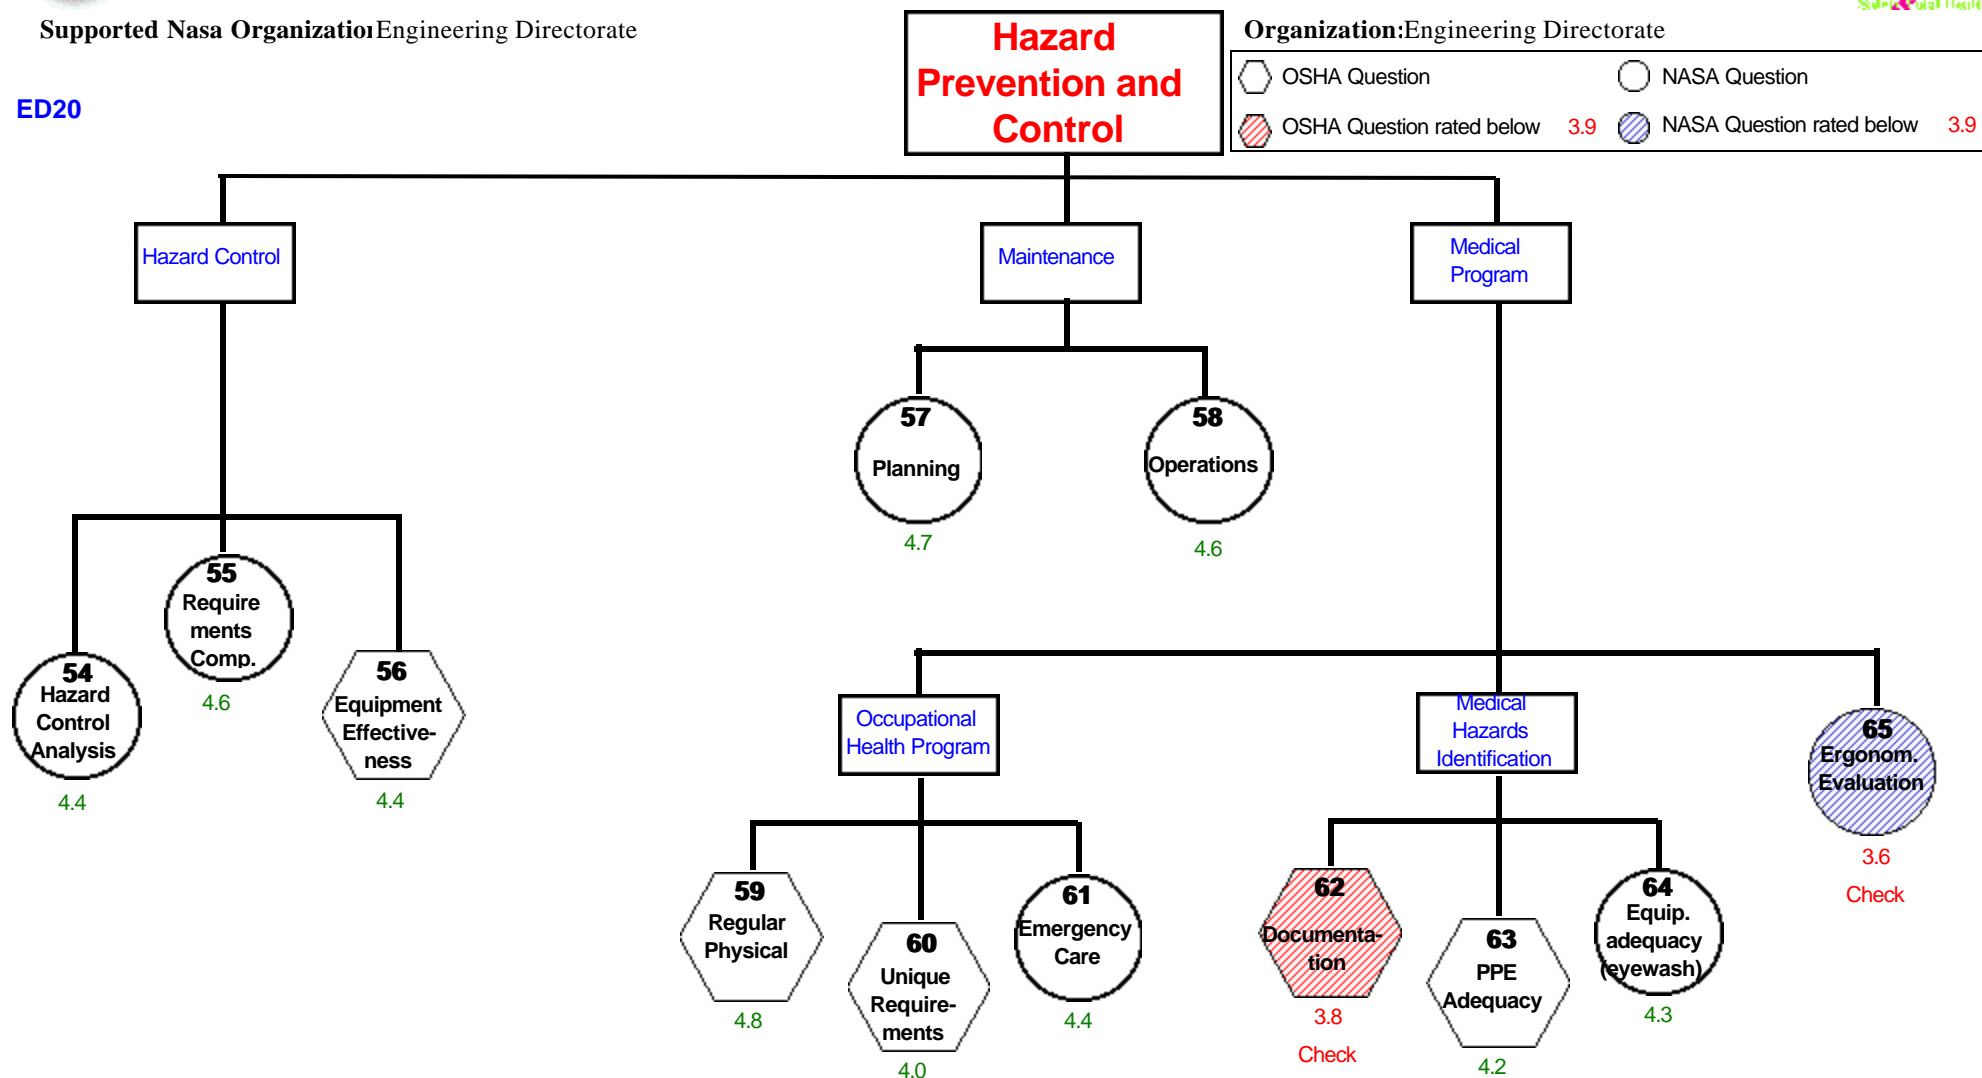 Supported Nasa Organization Engineering Directorate
Hazard
Prevention and
Control
Organization:Engineering Directorate
OSHA Question
NASA Question
OSHA Question rated below 3.9
NASA Question rated below 3.9
ED20
Hazard Control
Maintenance
Medical
Program
57
Planning
4.7
58
Operations
4.6
55
Require
ments
Comp.
4.6
54
Hazard
Control
Analysis
4.4
56
Equipment
Effective-
ness
4.4
Occupational
Health Program
Medical
Hazards
Identification
65
Ergonom.
Evaluation
3.6
Check
59
Regular
Physical
4.8
60
Unique
Require-
ments
4.0
61
Emergency
Care
4.4
62
Documenta-
tion
3.8
Check
63
PPE
Adequacy
4.2
64
Equip.
adequacy
(eyewash)
4.3